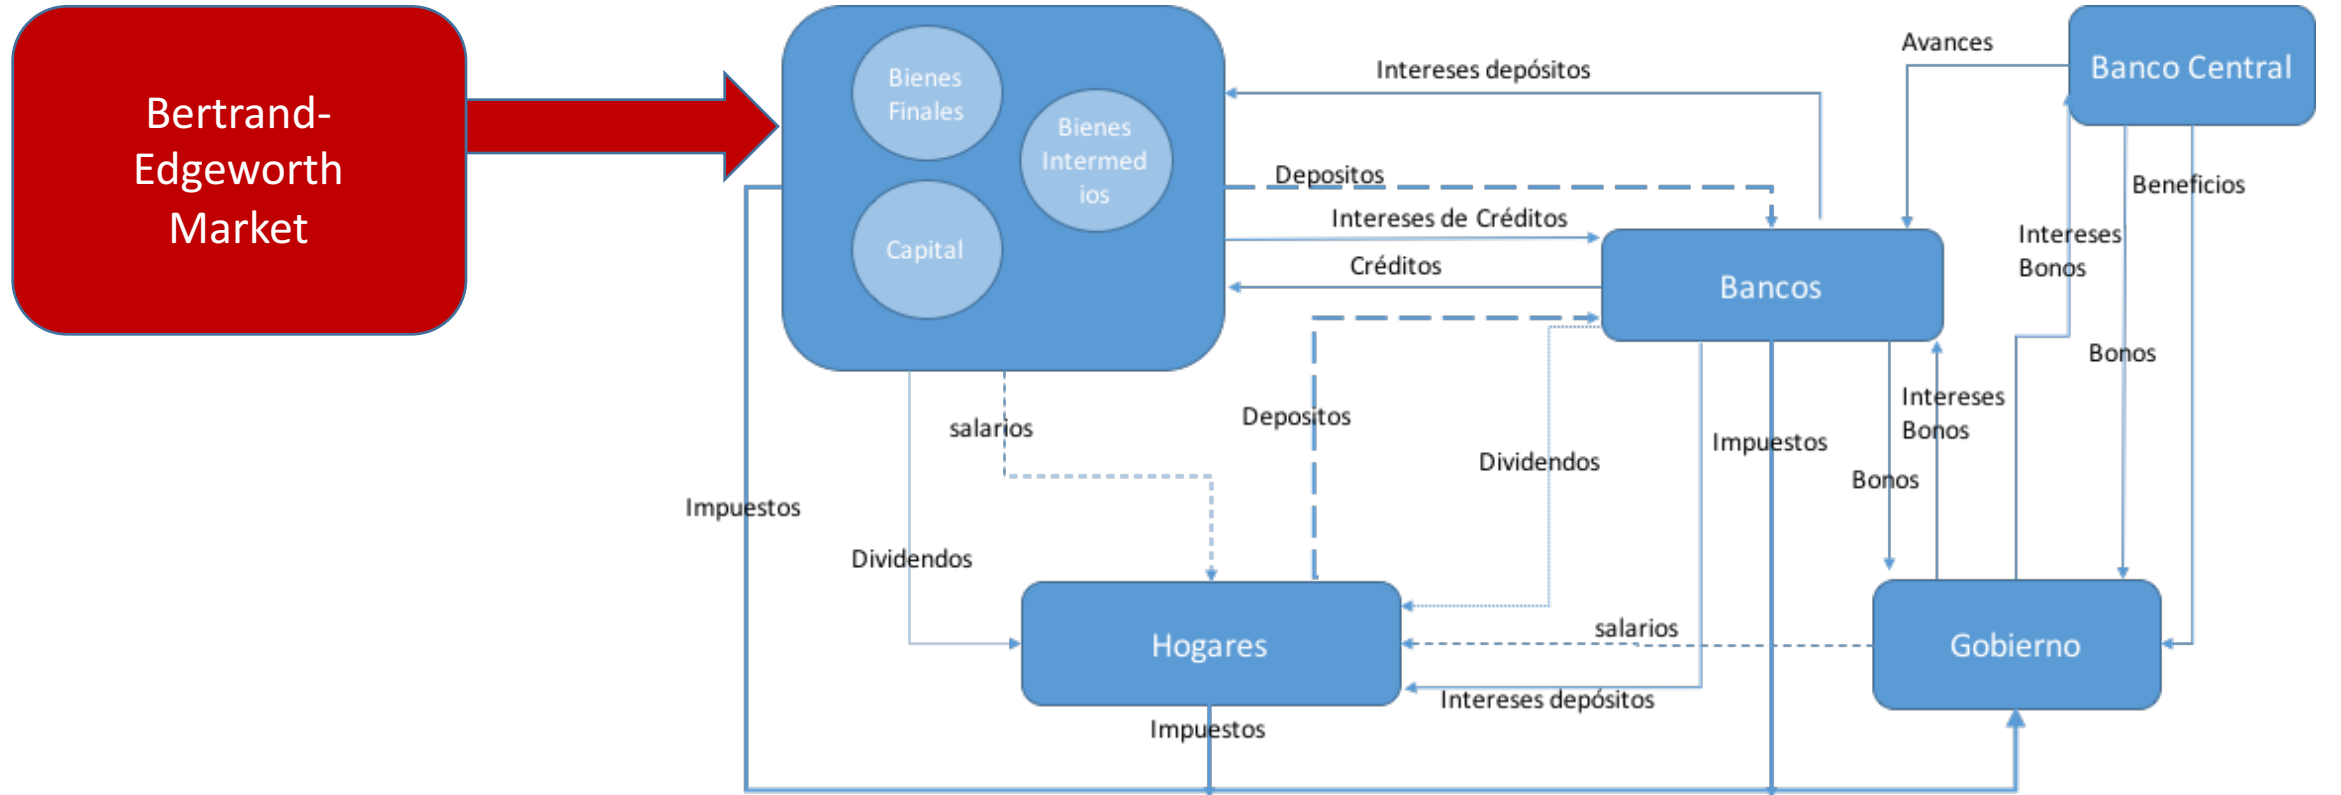 Bertrand-
Edgeworth
Market
Bienes
Finales
Bienes
Intermed
ios
Capital
Intereses depósitos
Avances
Banco Central
Depositos
Beneficios
Intereses de Créditos
Intereses
Bonos
Créditos
Bancos
Bonos
salarios
Depositos
Intereses
Bonos
Impuestos
Dividendos
Bonos
Impuestos
Dividendos
Hogares
salarios
Gobierno
Intereses depósitos
Impuestos